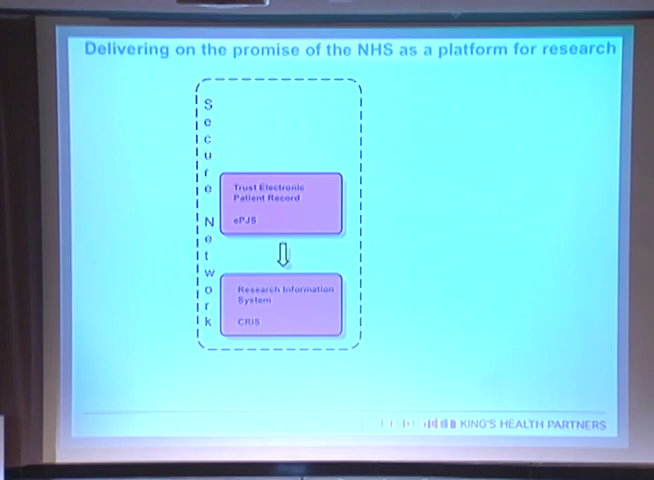 Delivering on the promise of the NHS as a platform for research
Secure Network
Trust Electronic
Patient Record
ePJS
Research Information
System
CRIS
KING'S HEALTH PARTNERS